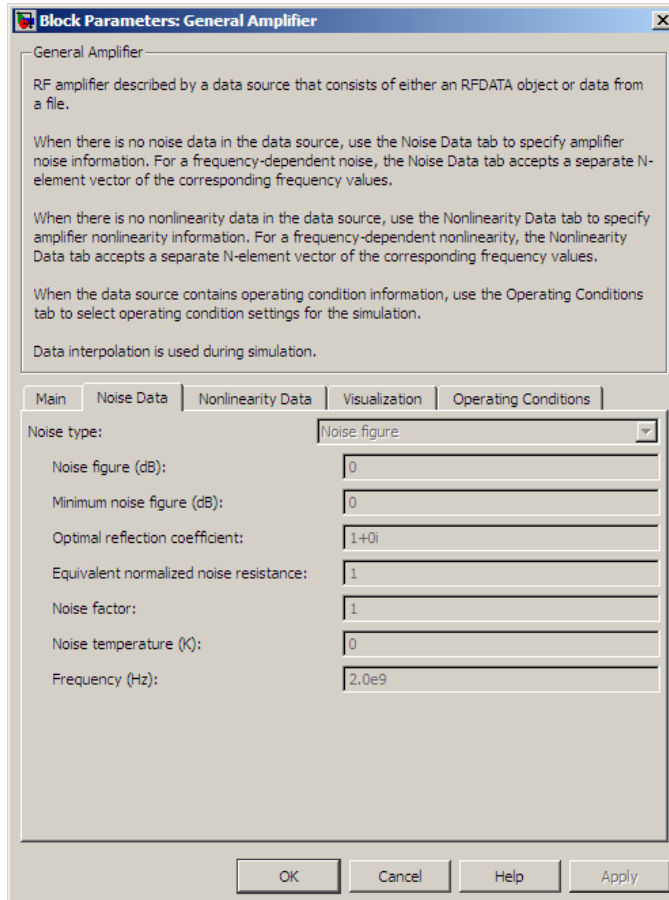 Block Parameters: General Amplifier
General Amplifier
RF amplifier described by a data source that consists of either an RFDATA object or data from
a file.
When there is no noise data in the data source, use the Noise Data tab to specify amplifier
noise information. For a frequency-dependent noise, the Noise Data tab accepts a separate N-
element vector of the corresponding frequency values.
When there is no nonlinearity data in the data source, use the Nonlinearity Data tab to specify
amplifier nonlinearity information. For a frequency-dependent nonlinearity, the Nonlinearity
Data tab accepts a separate N-element vector of the corresponding frequency values.
When the data source contains operating condition information, use the Operating Conditions
tab to select operating condition settings for the simulation.
Data interpolation is used during simulation.
Main Noise Data Nonlinearity Data Visualization Operating Conditions
Noise type: Noise figure
Noise figure (dB): 0
Minimum noise figure (dB): 0
Optimal reflection coefficient: 1+0i
Equivalent normalized noise resistance: 1
Noise factor: 1
Noise temperature (K): 0
Frequency (Hz): 2.0e9
OK Cancel Help Apply